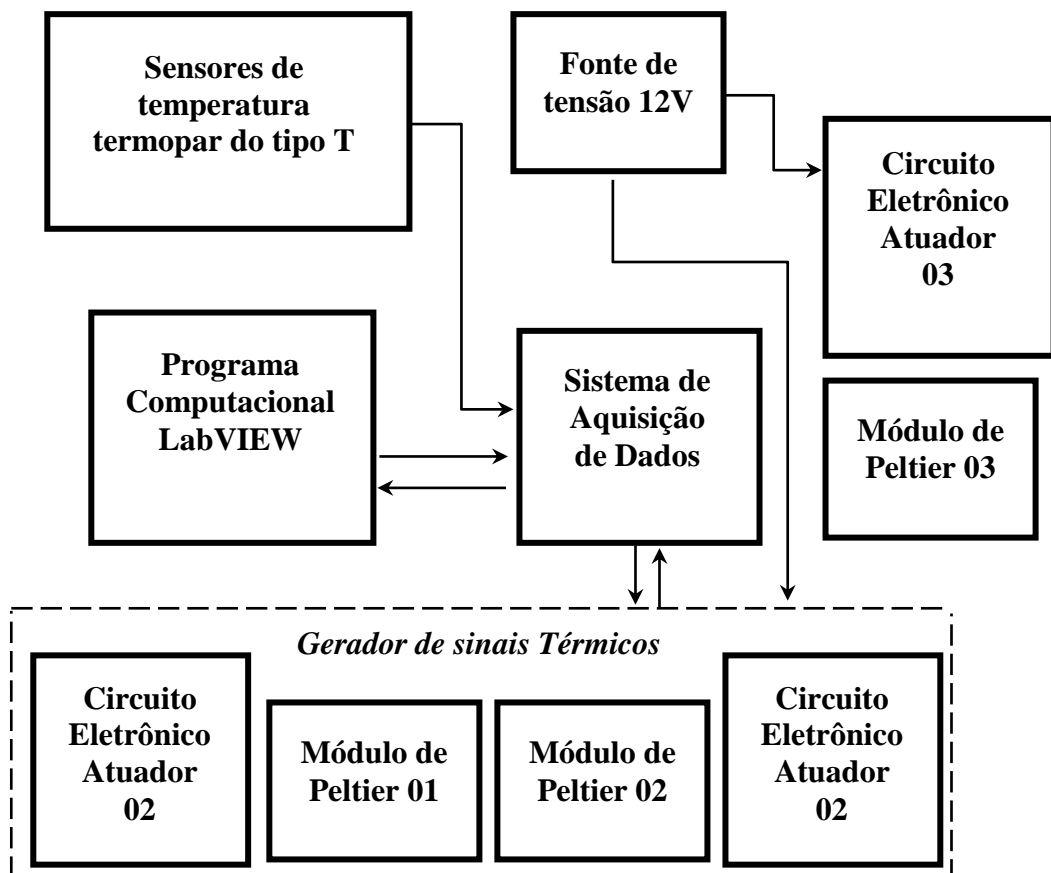 Sensores de
temperatura
termopar do tipo T
Fonte de
tensão 12V
Circuito
Eletrônico
Atuador
03
Programa
Computacional
LabVIEW
Sistema de
Aquisição
de Dados
Módulo de
Peltier 03
Gerador de sinais Térmicos
Circuito
Eletrônico
Atuador
02
Módulo de
Peltier 01
Módulo de
Peltier 02
Circuito
Eletrônico
Atuador
02